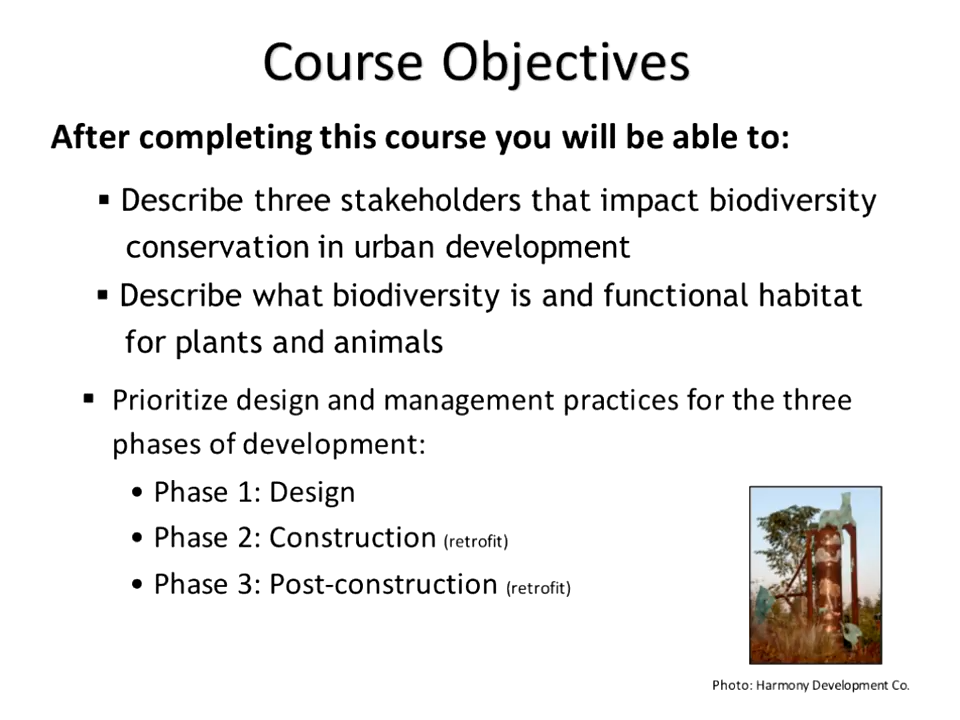 Course Objectives
After completing this course you will be able to:
▪ Describe three stakeholders that impact biodiversity
conservation in urban development
▪ Describe what biodiversity is and functional habitat
for plants and animals
▪ Prioritize design and management practices for the three
phases of development:
• Phase 1: Design
• Phase 2: Construction (retrofit)
• Phase 3: Post-construction (retrofit)
Photo: Harmony Development Co.